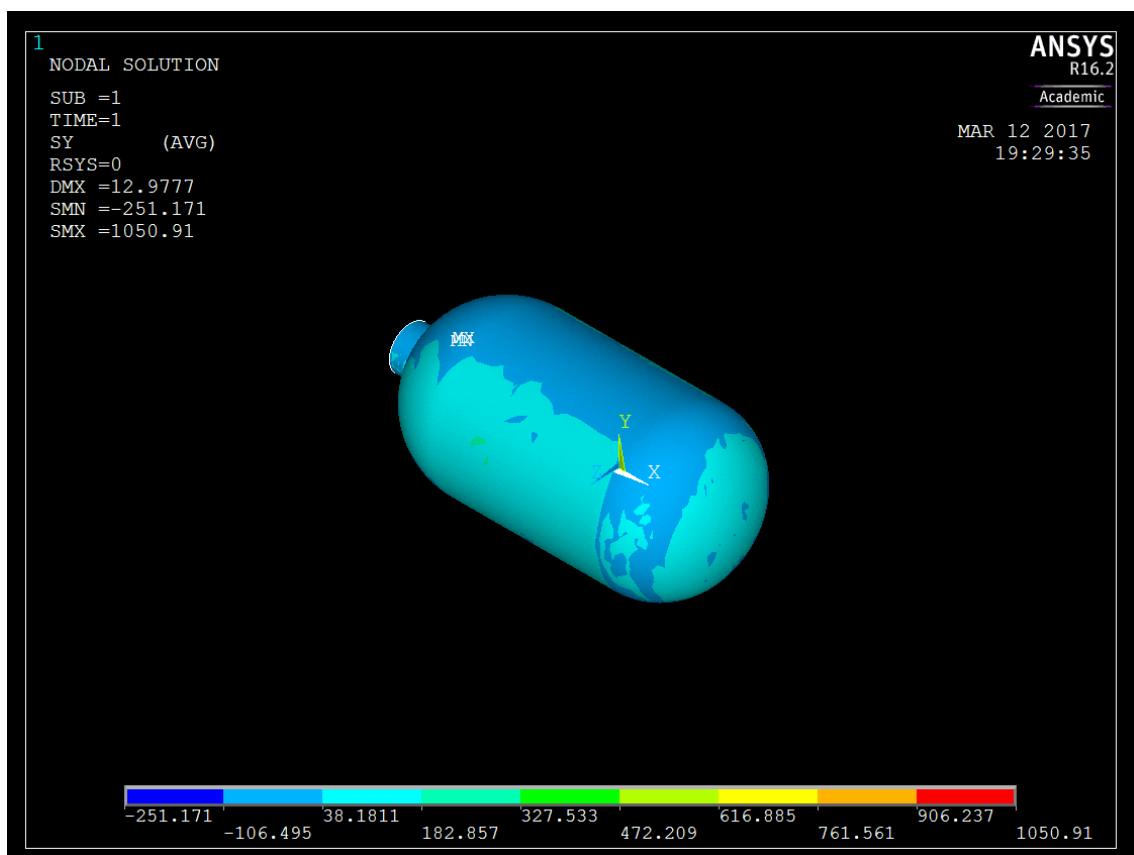 1
NODAL SOLUTION
SUB =1
TIME=1
SY (AVG)
RSYS=0
DMX =12.9777
SMN =-251.171
SMX =1050.91
ANSYS
R16.2
Academic
MAR 12 2017
19:29:35
MX
MN
Y
Z
X
-251.171
-106.495
38.1811
182.857
327.533
472.209
616.885
761.561
906.237
1050.91